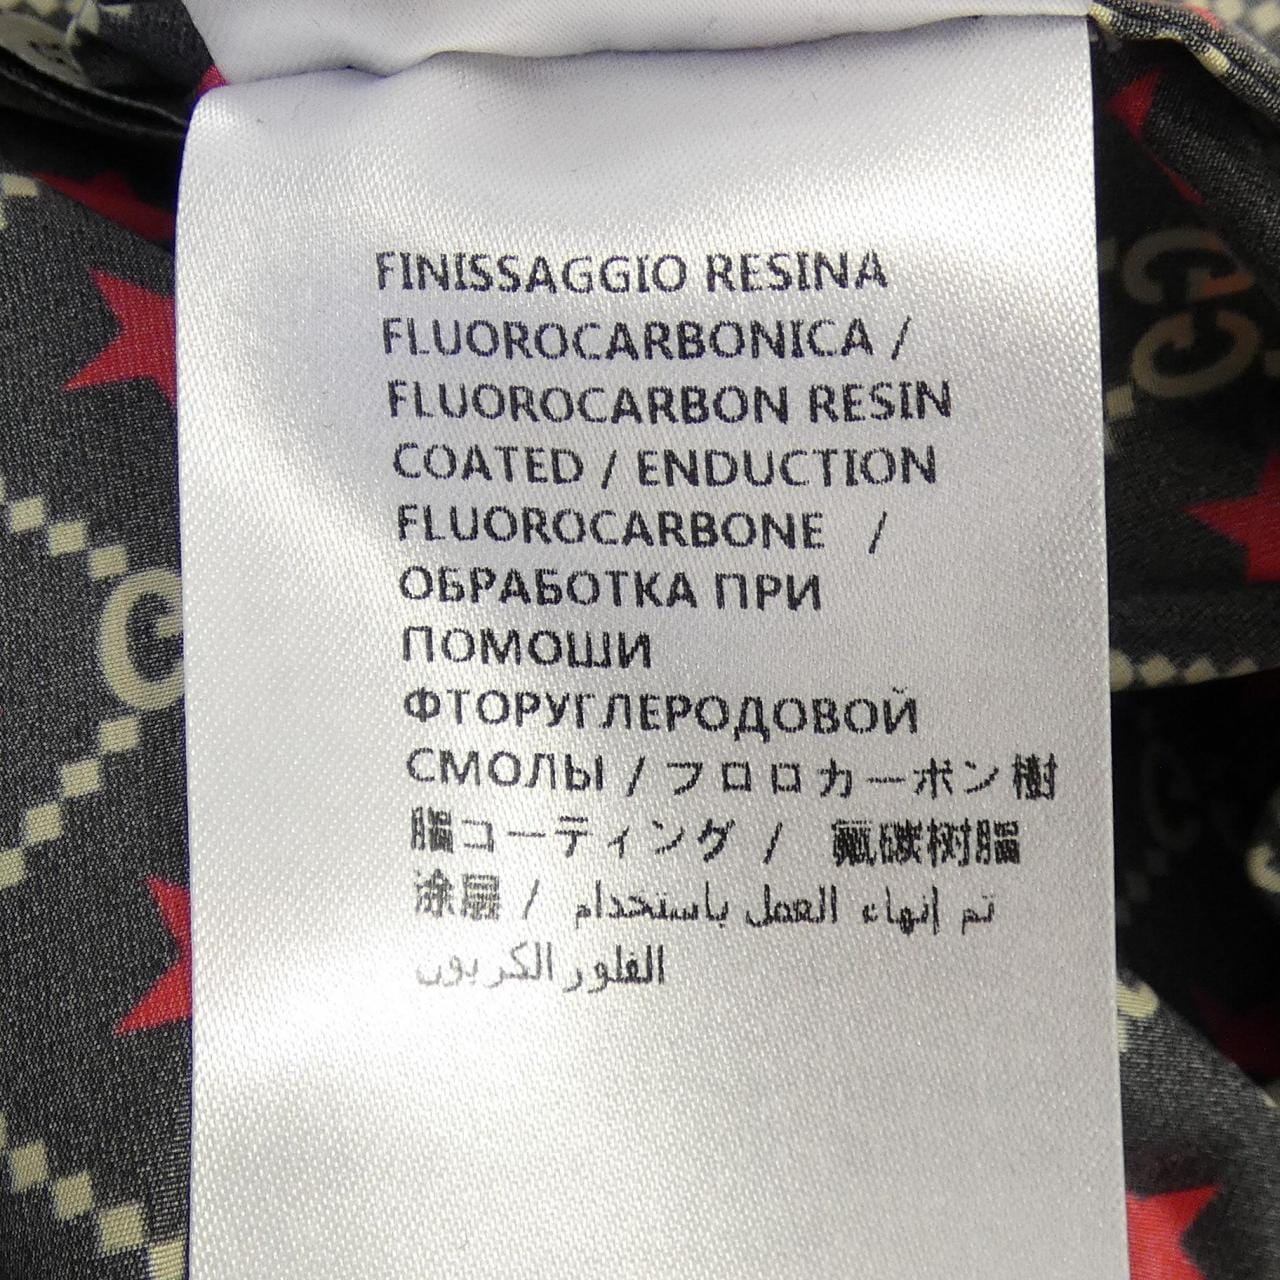 FINISSAGGIO RESINA
FLUOROCARBONICA /
FLUOROCARBON RESIN
COATED / ENDUCTION
FLUOROCARBONE /
ОБРАБОТКА ПРИ
ПОМОШИ
ФТОРУГЛЕРОДОВОЙ
СМОЛЫ / フロロカーボン樹
脂コーティング / 氟碳树脂
涂层 / تم إنهاء العمل باستخدام
الفلور الكربون